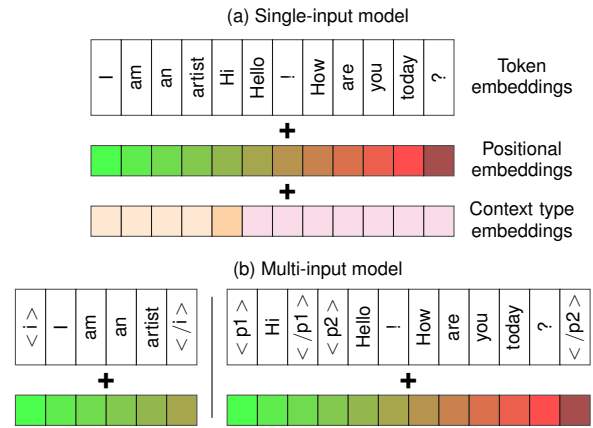 (a) Single-input model
I am an artist Hi Hello ! How are you today ?
Token
embeddings
+
Positional
embeddings
+
Context type
embeddings
(b) Multi-input model
< i > I am an artist < /i >
< p1 > Hi < /p1 > < p2 > Hello ! How are you today ? < /p2 >
+
+